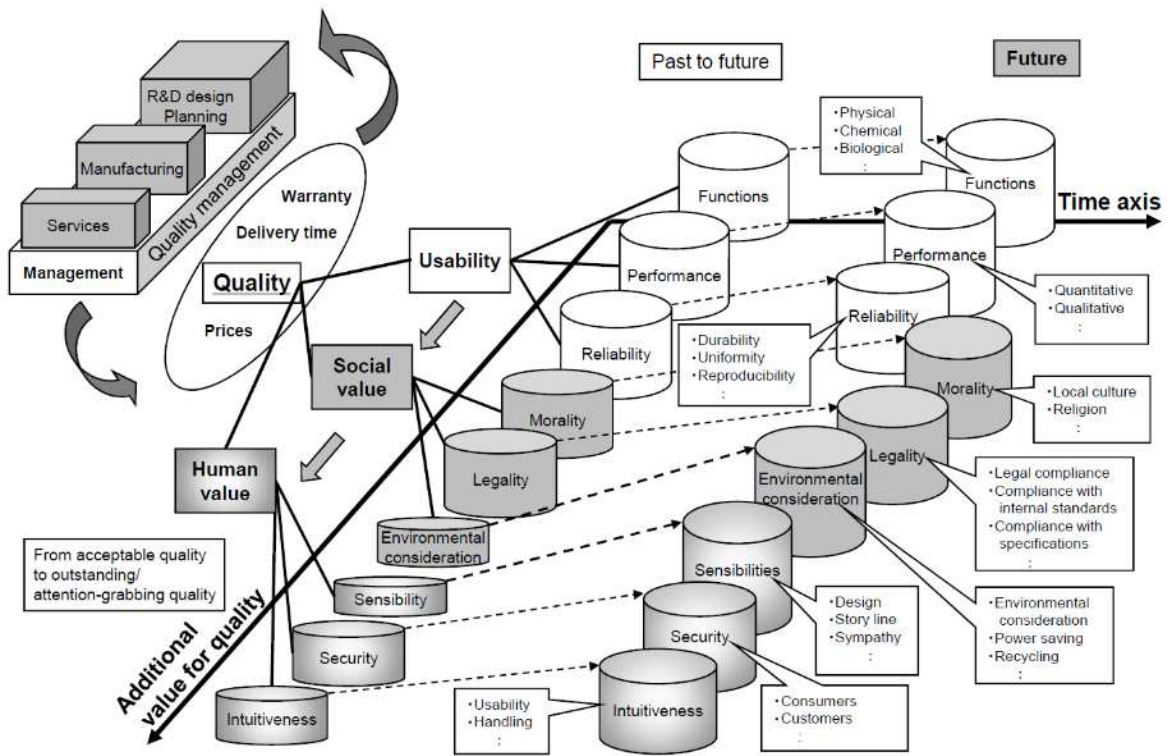 R&D design
Planning
Manufacturing
Services
Management
Quality management
Warranty
Delivery time
Quality
Prices
Usability
Social
value
Human
value
From acceptable quality
to outstanding/
attention-grabbing quality
Additional
value for quality
Past to future
Future
Time axis
Functions
Performance
Reliability
Morality
Legality
Environmental
consideration
Sensibility
Security
Intuitiveness
・Physical
・Chemical
・Biological
:
Functions
Performance
・Quantitative
・Qualitative
:
Reliability
・Durability
・Uniformity
・Reproducibility
:
Morality
・Local culture
・Religion
:
Legality
・Legal compliance
・Compliance with
internal standards
・Compliance with
specifications
:
Environmental
consideration
・Environmental
consideration
・Power saving
・Recycling
:
Sensibilities
・Design
・Story line
・Sympathy
:
Security
・Consumers
・Customers
:
Intuitiveness
・Usability
・Handling
: